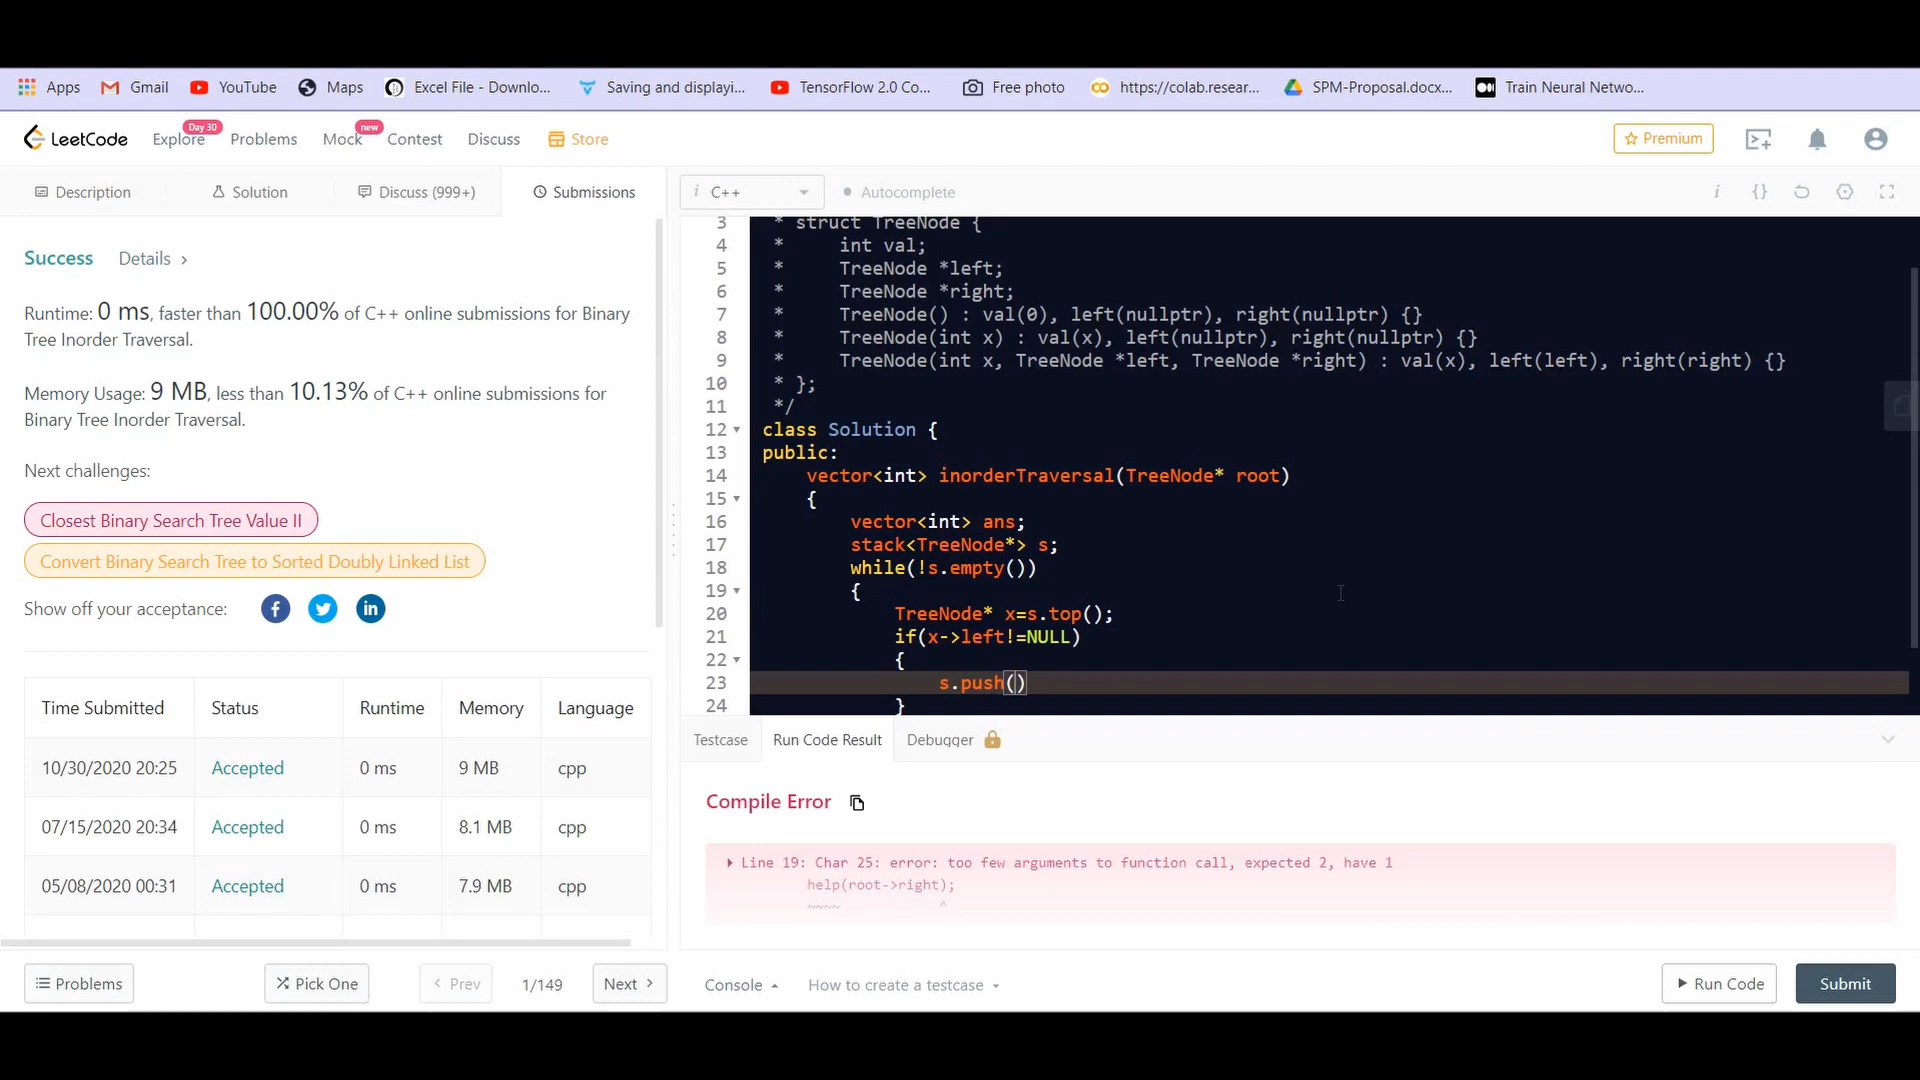 Apps Gmail YouTube Maps Excel File - Downlo... Saving and displayi... TensorFlow 2.0 Co... Free photo https://colab.resear... SPM-Proposal.docx... Train Neural Netwo...
LeetCode Explore Day 30 Problems Mock new Contest Discuss Store Premium
Description Solution Discuss (999+) Submissions
i C++ Autocomplete i {}
Success Details >
Runtime: 0 ms, faster than 100.00% of C++ online submissions for Binary
Tree Inorder Traversal.
Memory Usage: 9 MB, less than 10.13% of C++ online submissions for
Binary Tree Inorder Traversal.
Next challenges:
Closest Binary Search Tree Value II
Convert Binary Search Tree to Sorted Doubly Linked List
Show off your acceptance:
Time Submitted Status Runtime Memory Language
10/30/2020 20:25 Accepted 0 ms 9 MB cpp
07/15/2020 20:34 Accepted 0 ms 8.1 MB cpp
05/08/2020 00:31 Accepted 0 ms 7.9 MB cpp
Problems Pick One < Prev 1/149 Next >
3 * struct TreeNode {
4 * int val;
5 * TreeNode *left;
6 * TreeNode *right;
7 * TreeNode() : val(0), left(nullptr), right(nullptr) {}
8 * TreeNode(int x) : val(x), left(nullptr), right(nullptr) {}
9 * TreeNode(int x, TreeNode *left, TreeNode *right) : val(x), left(left), right(right) {}
10 * };
11 */
12 class Solution {
13 public:
14 vector<int> inorderTraversal(TreeNode* root)
15 {
16 vector<int> ans;
17 stack<TreeNode*> s;
18 while(!s.empty())
19 {
20 TreeNode* x=s.top();
21 if(x->left!=NULL)
22 {
23 s.push()
24 }
Testcase Run Code Result Debugger
Compile Error
Line 19: Char 25: error: too few arguments to function call, expected 2, have 1
help(root->right);
~~~~ ^
Console How to create a testcase Run Code Submit